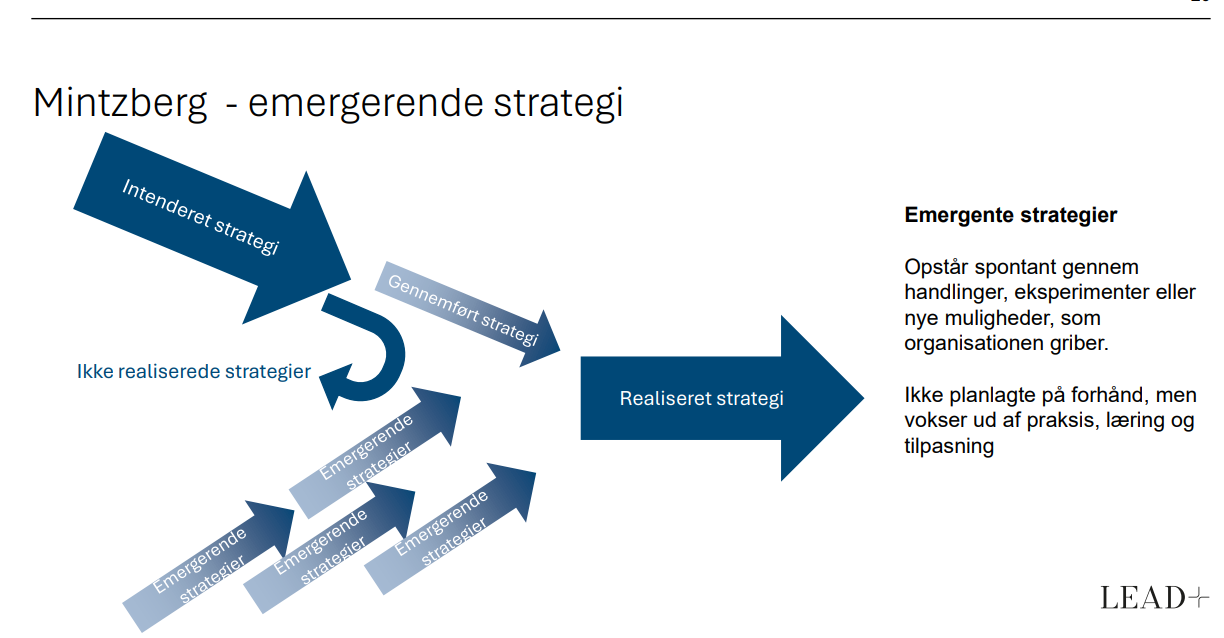 Mintzberg - emergerende strategi
Intenderet strategi
Gennemført strategi
Ikke realiserede strategier
Emergerende
strategier
Emergerende
strategier
Emergerende
strategier
Emergerende
strategier
Realiseret strategi
Emergente strategier
Opstår spontant gennem
handlinger, eksperimenter eller
nye muligheder, som
organisationen griber.
Ikke planlagte på forhånd, men
vokser ud af praksis, læring og
tilpasning
LEAD+